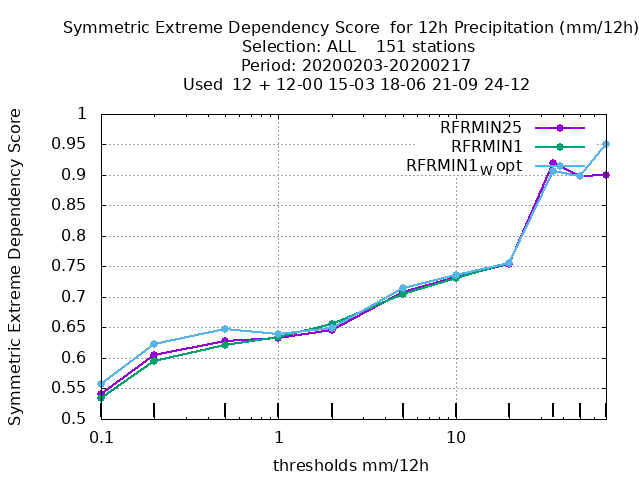 Symmetric Extreme Dependency Score  for 12h Precipitation (mm/12h)
Selection: ALL    151 stations
Period: 20200203-20200217
Used  12 + 12-00 15-03 18-06 21-09 24-12
Symmetric Extreme Dependency Score
1
0.95
0.9
0.85
0.8
0.75
0.7
0.65
0.6
0.55
0.5
RFRMIN25
RFRMIN1
RFRMIN1W opt
0.1
1
10
thresholds mm/12h